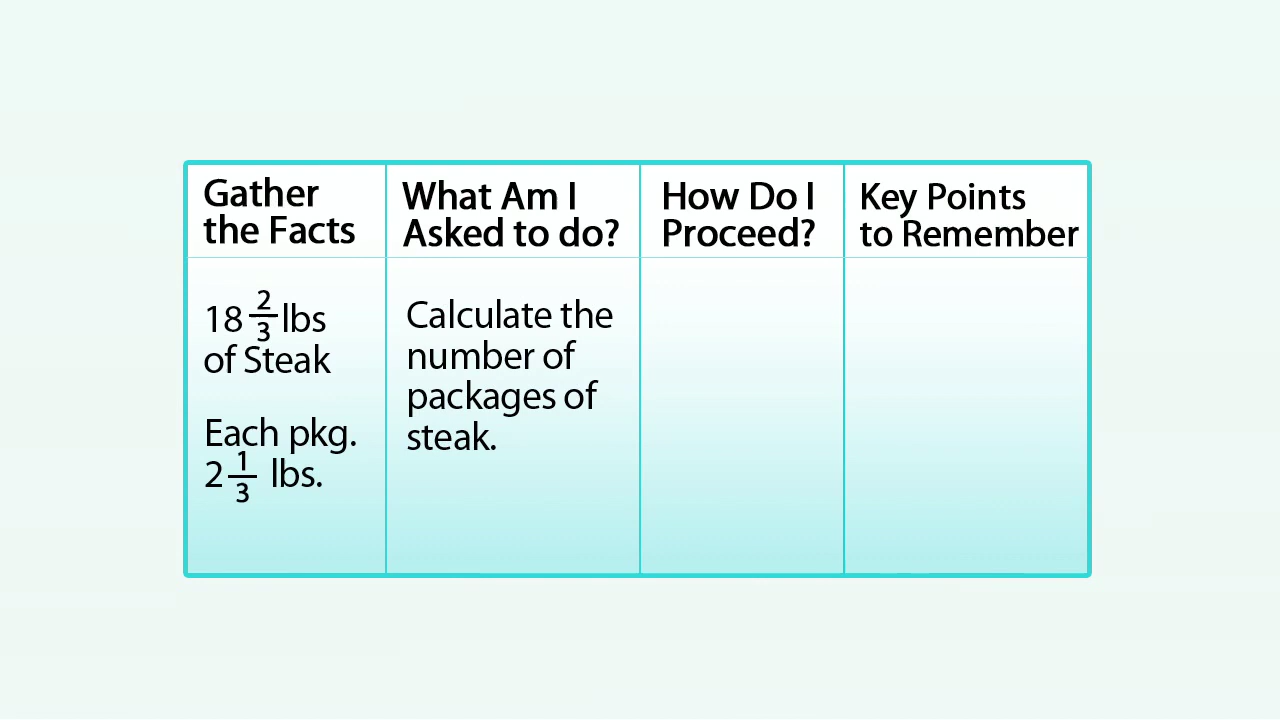 Gather
the Facts
What Am I
Asked to do?
How Do I
Proceed?
Key Points
to Remember
18 2/3 lbs
of Steak
Each pkg.
2 1/3 lbs.
Calculate the
number of
packages of
steak.